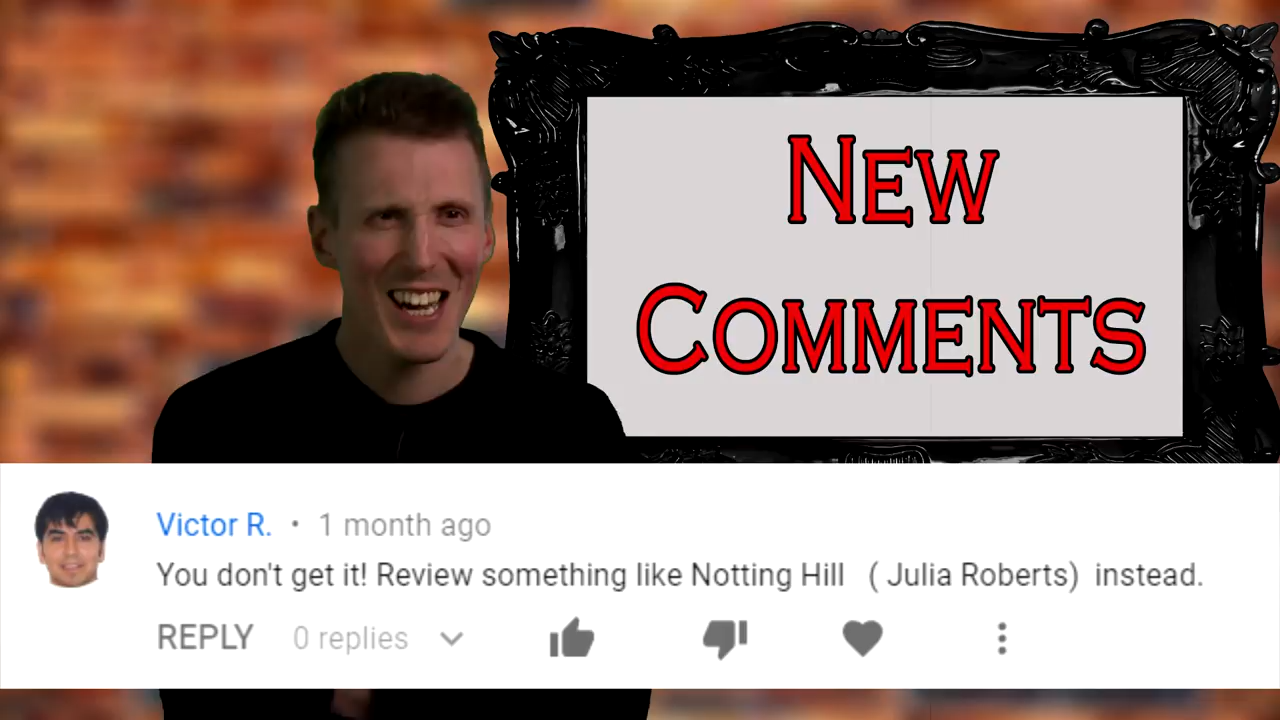 New
Comments
Victor R. • 1 month ago
You don't get it! Review something like Notting Hill ( Julia Roberts) instead.
REPLY 0 replies